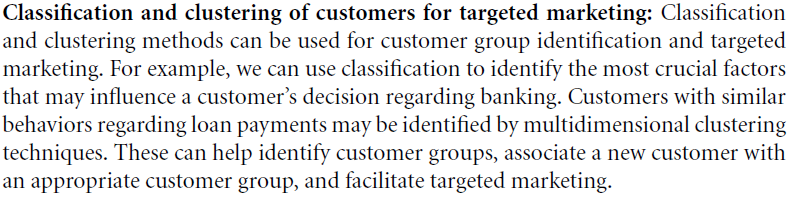 Classification and clustering of customers for targeted marketing: Classification
and clustering methods can be used for customer group identification and targeted
marketing. For example, we can use classification to identify the most crucial factors
that may influence a customer’s decision regarding banking. Customers with similar
behaviors regarding loan payments may be identified by multidimensional clustering
techniques. These can help identify customer groups, associate a new customer with
an appropriate customer group, and facilitate targeted marketing.